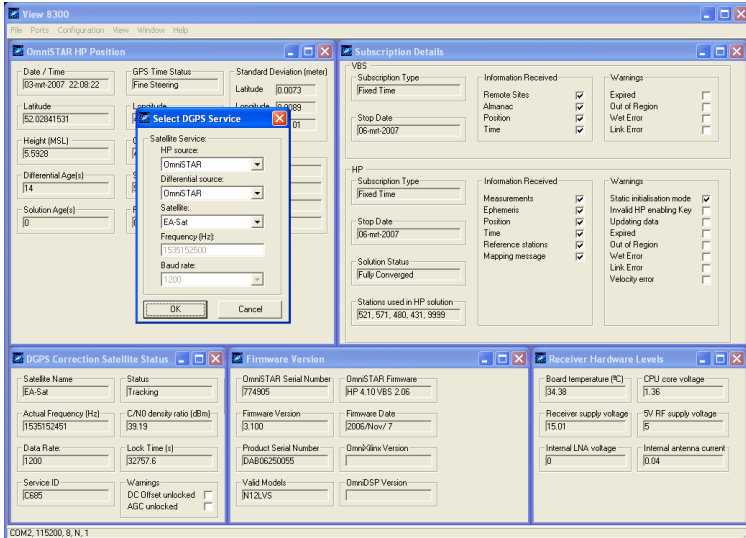 View 8300
File Ports Configuration View Window Help
OmniSTAR HP Position
Date / Time
03-mrt-2007 22:08:22
GPS Time Status
Fine Steering
Standard Deviation (meter)
Latitude 0.0073
Latitude
52.02841531
Longitude
Longitude 0.0089
01
Height (MSL)
5.5928
Differential Age(s)
14
Solution Age(s)
0
Select DGPS Service
Satellite Service:
HP source:
OmniSTAR
Differential source:
OmniSTAR
Satellite:
EA-Sat
Frequency (Hz):
1535152500
Baud rate:
1200
OK Cancel
Subscription Details
VBS
Subscription Type
Fixed Time
Stop Date
06-mrt-2007
Information Received
Remote Sites
Almanac
Position
Time
Warnings
Expired
Out of Region
Wet Error
Link Error
HP
Subscription Type
Fixed Time
Stop Date
06-mrt-2007
Solution Status
Fully Converged
Stations used in HP solution
521, 571, 480, 431, 9999
Information Received
Measurements
Ephemeris
Position
Time
Reference stations
Mapping message
Warnings
Static initialisation mode
Invalid HP enabling Key
Updating data
Expired
Out of Region
Wet Error
Link Error
Velocity error
DGPS Correction Satellite Status
Satellite Name
EA-Sat
Status
Tracking
Actual Frequency (Hz)
1535152451
C/N0 density ratio (dBm)
39.19
Data Rate:
1200
Lock Time (s)
32757.6
Service ID
C685
Warnings
DC Offset unlocked
AGC unlocked
Firmware Version
OmniSTAR Serial Number
774905
OmniSTAR Firmware
HP 4.10 VBS 2.06
Firmware Version
3.100
Firmware Date
2006/Nov/ 7
Product Serial Number
DAB06250055
OmniXilinx Version
Valid Models
N12LVS
OmniDSP Version
Receiver Hardware Levels
Board temperature (ºC)
34.38
CPU core voltage
1.36
Receiver supply voltage
15.01
5V RF supply voltage
5
Internal LNA voltage
0
Internal antenna current
0.04
COM2, 115200, 8, N, 1